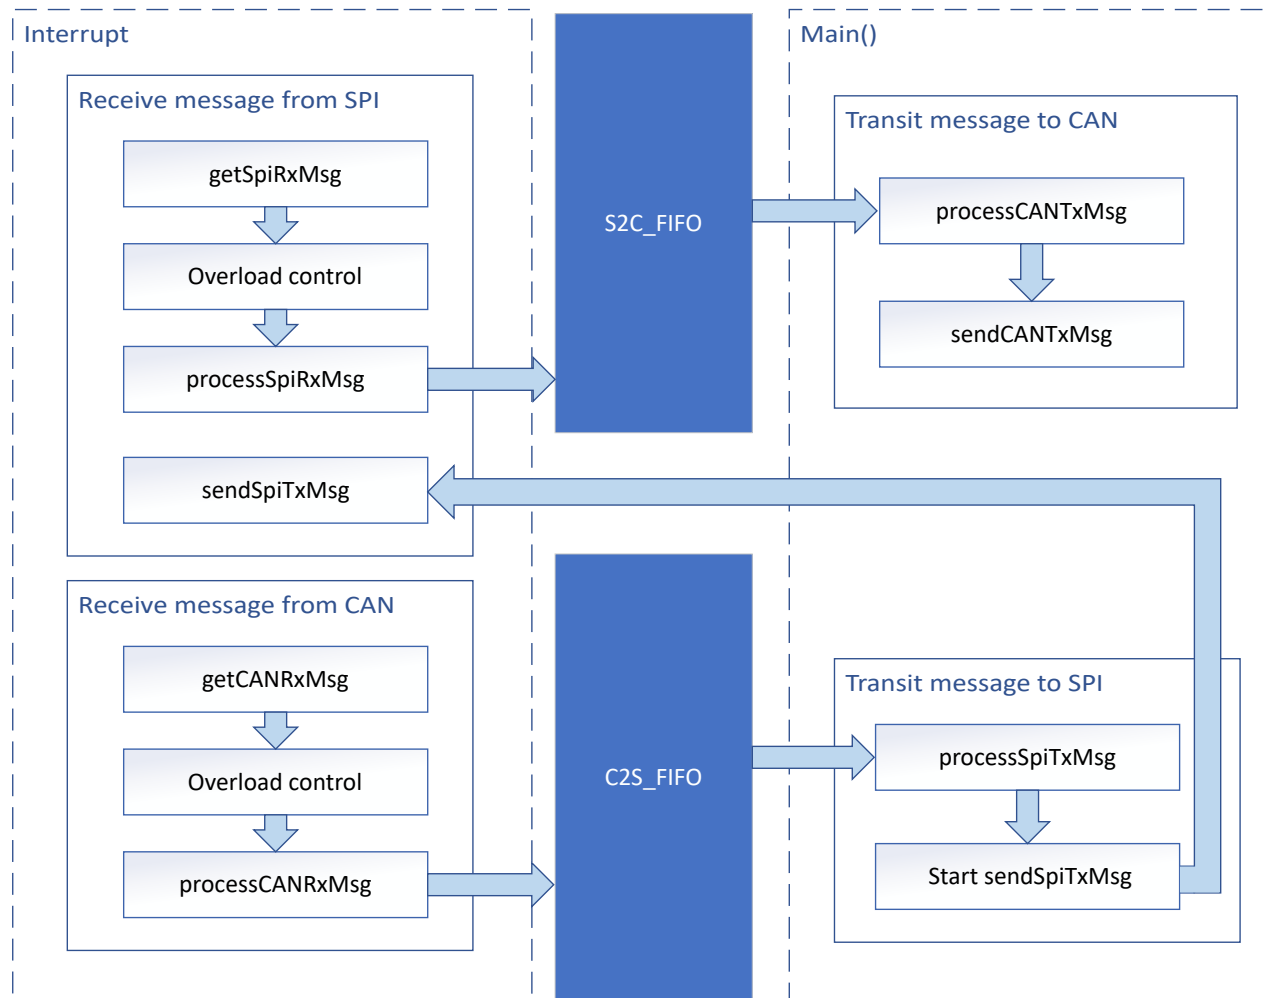 Interrupt
Receive message from SPI
getSpiRxMsg
Overload control
processSpiRxMsg
sendSpiTxMsg
Receive message from CAN
getCANRxMsg
Overload control
processCANRxMsg
S2C_FIFO
C2S_FIFO
Main()
Transit message to CAN
processCANTxMsg
sendCANTxMsg
Transit message to SPI
processSpiTxMsg
Start sendSpiTxMsg